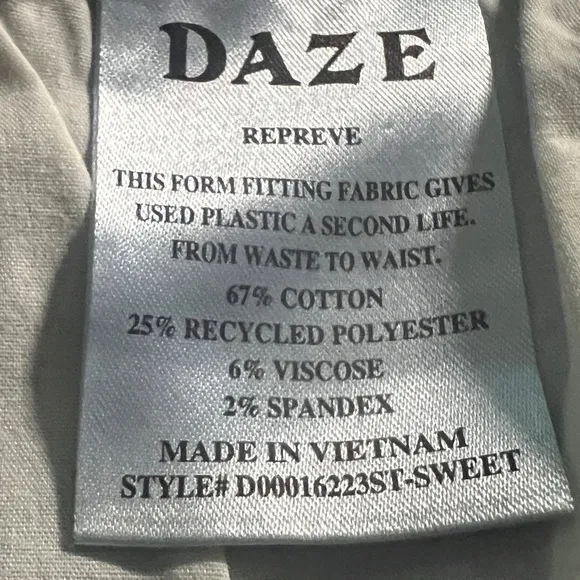 DAZE
REPREVE
THIS FORM FITTING FABRIC GIVES
USED PLASTIC A SECOND LIFE.
FROM WASTE TO WAIST.
67% COTTON
25% RECYCLED POLYESTER
6% VISCOSE
2% SPANDEX
MADE IN VIETNAM
STYLE# D00016223ST-SWEET